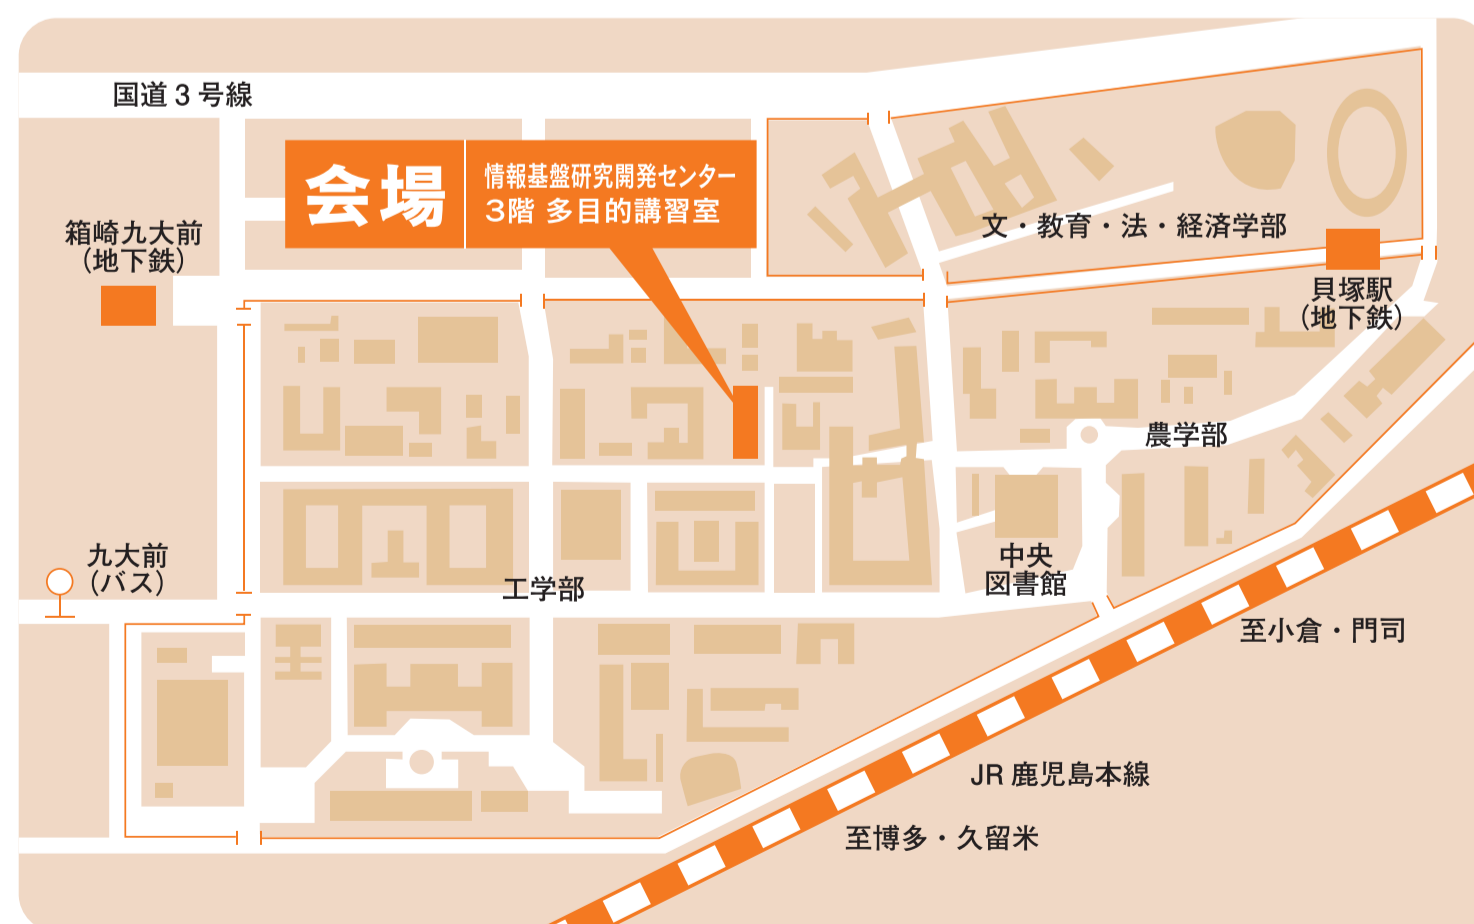 国道3号線
会場
情報基盤研究開発センター
3階 多目的講習室
箱崎九大前
(地下鉄)
文・教育・法・経済学部
貝塚駅
(地下鉄)
農学部
九大前
(バス)
工学部
中央
図書館
至小倉・門司
JR 鹿児島本線
至博多・久留米